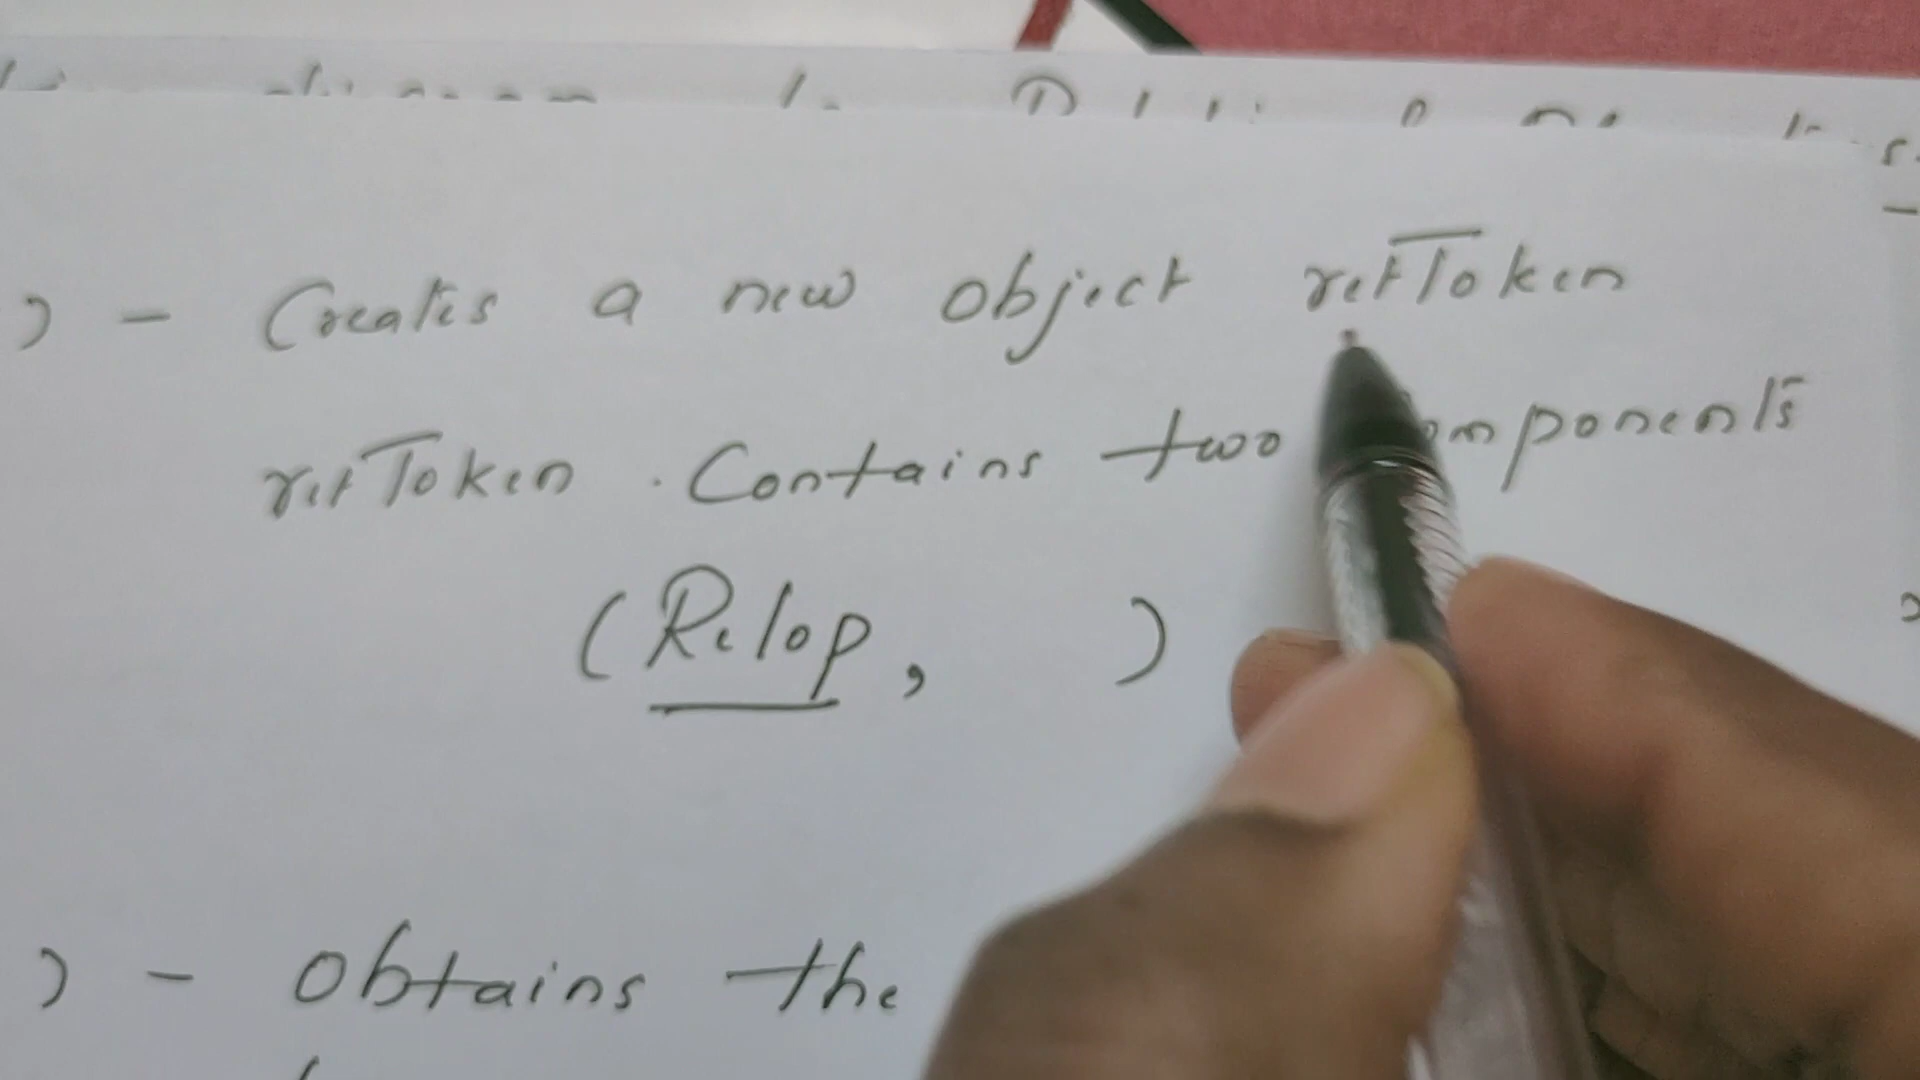 ) - Creates a new object retToken
retToken . Contains two components
(Relop, )
) - Obtains the